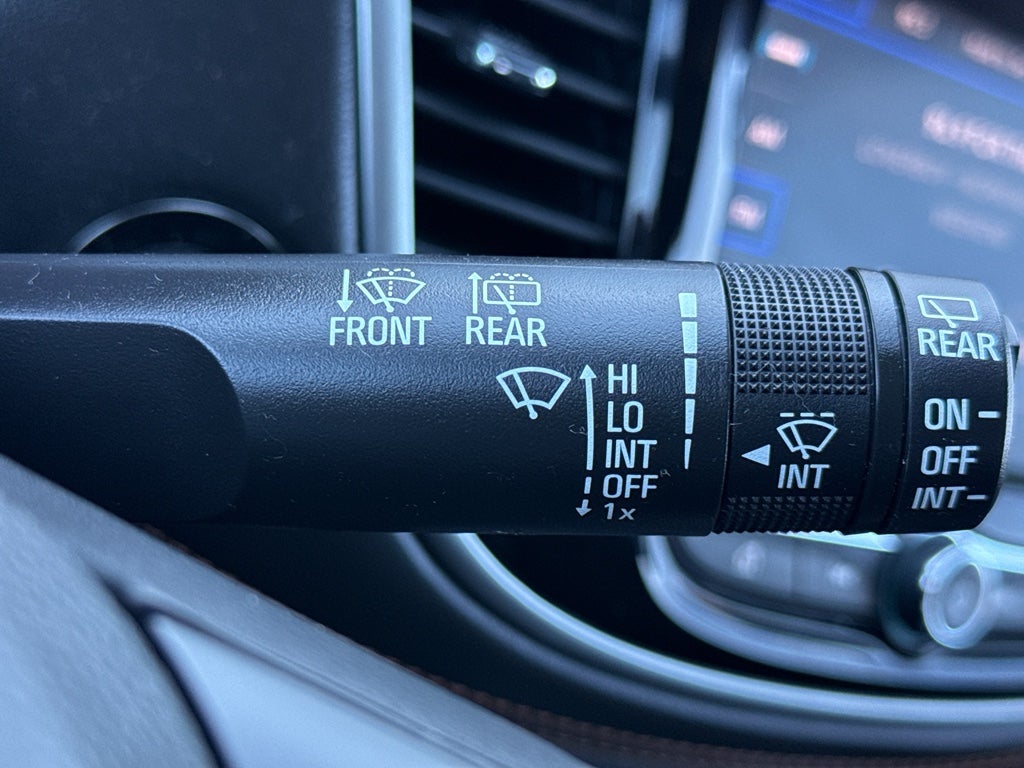 FRONT
REAR
HI
LO
INT
OFF
1x
INT
REAR
ON
OFF
INT